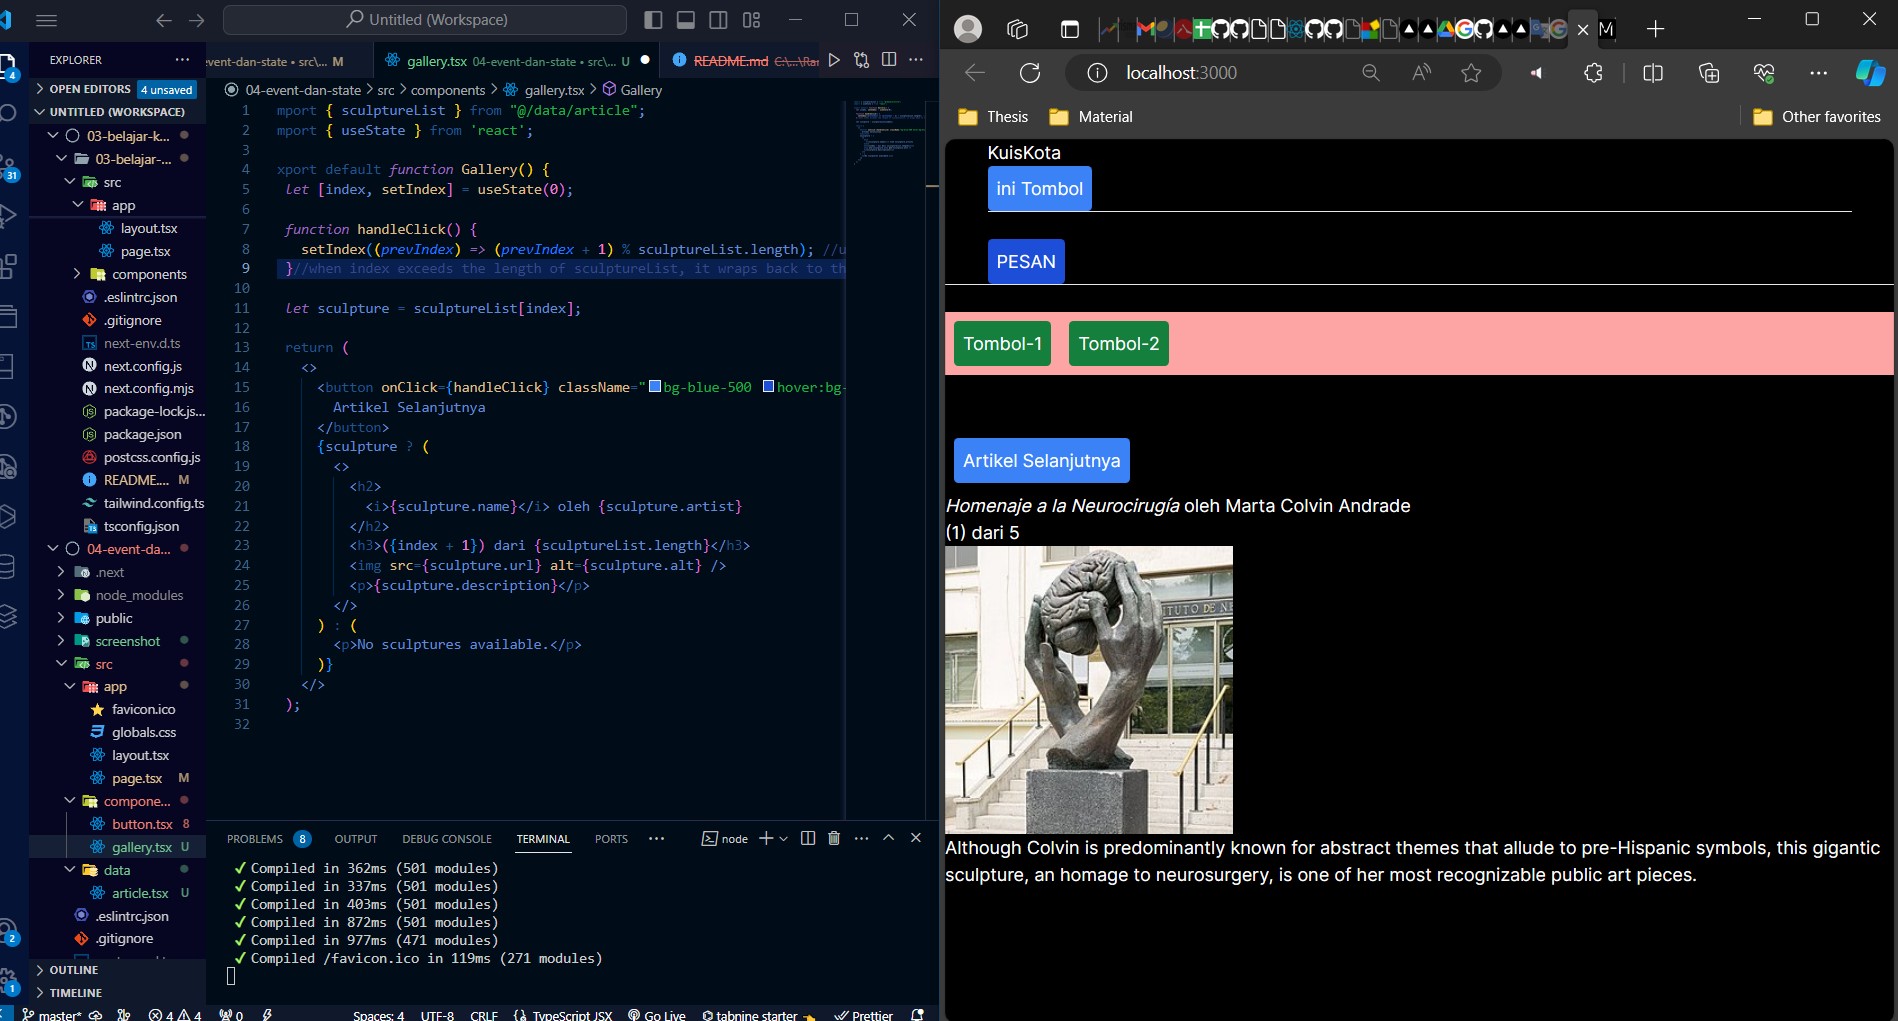 Untitled (Workspace)
EXPLORER
OPEN EDITORS 4 unsaved
UNTITLED (WORKSPACE)
03-belajar-k...
03-belajar-...
src
app
layout.tsx
page.tsx
components
.eslintrc.json
.gitignore
next-env.d.ts
next.config.js
next.config.mjs
package-lock.js...
package.json
postcss.config.js
README.... M
tailwind.config.ts
tsconfig.json
04-event-da...
.next
node_modules
public
screenshot
src
app
favicon.ico
globals.css
layout.tsx
page.tsx M
compone...
button.tsx 8
gallery.tsx U
data
article.tsx U
.eslintrc.json
.gitignore
OUTLINE
TIMELINE
4
31
2
1
event-dan-state • src\... M
gallery.tsx 04-event-dan-state • src\... U
README.md
04-event-dan-state > src > components > gallery.tsx > Gallery
1 mport { sculptureList } from "@/data/article";
2 mport { useState } from 'react';
3
4 xport default function Gallery() {
5 let [index, setIndex] = useState(0);
6
7 function handleClick() {
8 setIndex((prevIndex) => (prevIndex + 1) % sculptureList.length); //u
9 }//when index exceeds the length of sculptureList, it wraps back to th
10
11 let sculpture = sculptureList[index];
12
13 return (
14 <>
15 <button onClick={handleClick} className="bg-blue-500 hover:bg-
16 Artikel Selanjutnya
17 </button>
18 {sculpture ? (
19 <>
20 <h2>
21 <i>{sculpture.name}</i> oleh {sculpture.artist}
22 </h2>
23 <h3>({index + 1}) dari {sculptureList.length}</h3>
24 <img src={sculpture.url} alt={sculpture.alt} />
25 <p>{sculpture.description}</p>
26 </>
27 ) : (
28 <p>No sculptures available.</p>
29 )}
30 </>
31 );
32
PROBLEMS 8 OUTPUT DEBUG CONSOLE TERMINAL PORTS ... node
✓ Compiled in 362ms (501 modules)
✓ Compiled in 337ms (501 modules)
✓ Compiled in 403ms (501 modules)
✓ Compiled in 872ms (501 modules)
✓ Compiled in 977ms (471 modules)
✓ Compiled /favicon.ico in 119ms (271 modules)
master* 4 4 0 Spaces: 4 UTF-8 CRLF TypeScript JSX Go Live tabnine starter Prettier
localhost:3000
Thesis
Material
Other favorites
KuisKota
ini Tombol
PESAN
Tombol-1 Tombol-2
Artikel Selanjutnya
Homenaje a la Neurocirugía oleh Marta Colvin Andrade
(1) dari 5
ITUTO DE NE
Although Colvin is predominantly known for abstract themes that allude to pre-Hispanic symbols, this gigantic
sculpture, an homage to neurosurgery, is one of her most recognizable public art pieces.